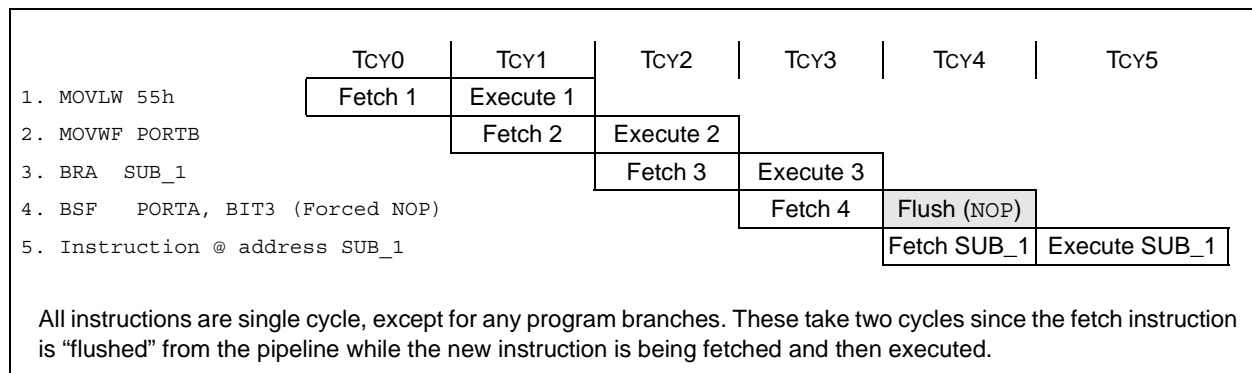 TCY0 TCY1 TCY2 TCY3 TCY4 TCY5
1. MOVLW 55h Fetch 1 Execute 1
2. MOVWF PORTB Fetch 2 Execute 2
3. BRA SUB_1 Fetch 3 Execute 3
4. BSF PORTA, BIT3 (Forced NOP) Fetch 4 Flush (NOP)
5. Instruction @ address SUB_1 Fetch SUB_1 Execute SUB_1
All instructions are single cycle, except for any program branches. These take two cycles since the fetch instruction
is “flushed” from the pipeline while the new instruction is being fetched and then executed.